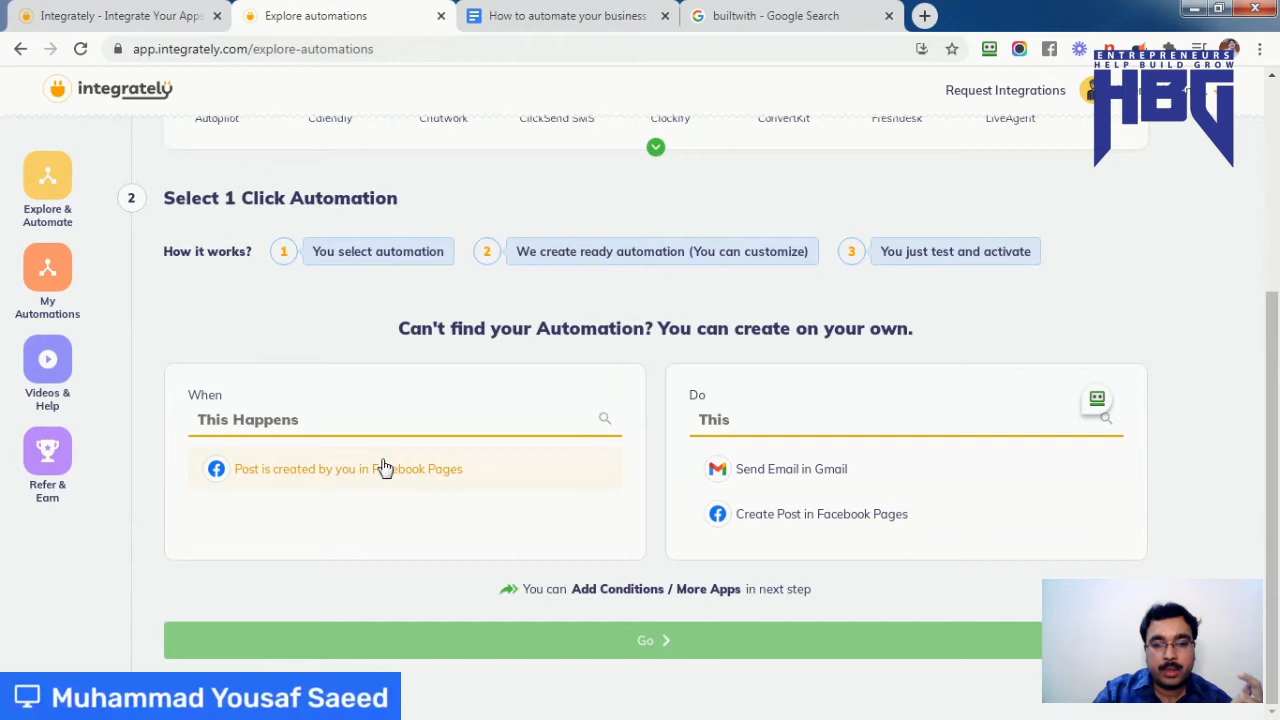 Integrately - Integrate Your Apps
Explore automations
How to automate your business
builtwith - Google Search
app.integrately.com/explore-automations
ENTREPRENEURS
HELP BUILD GROW
HBG
integrately
Request Integrations
Autopilot Calendly ChatWork ClickSend SMS Clockify ConvertKit Freshdesk LiveAgent
Explore &
Automate
My
Automations
Videos &
Help
Refer &
Earn
2 Select 1 Click Automation
How it works? 1 You select automation 2 We create ready automation (You can customize) 3 You just test and activate
Can't find your Automation? You can create on your own.
When
This Happens
Post is created by you in Facebook Pages
Do
This
Send Email in Gmail
Create Post in Facebook Pages
You can Add Conditions / More Apps in next step
Go
Muhammad Yousaf Saeed